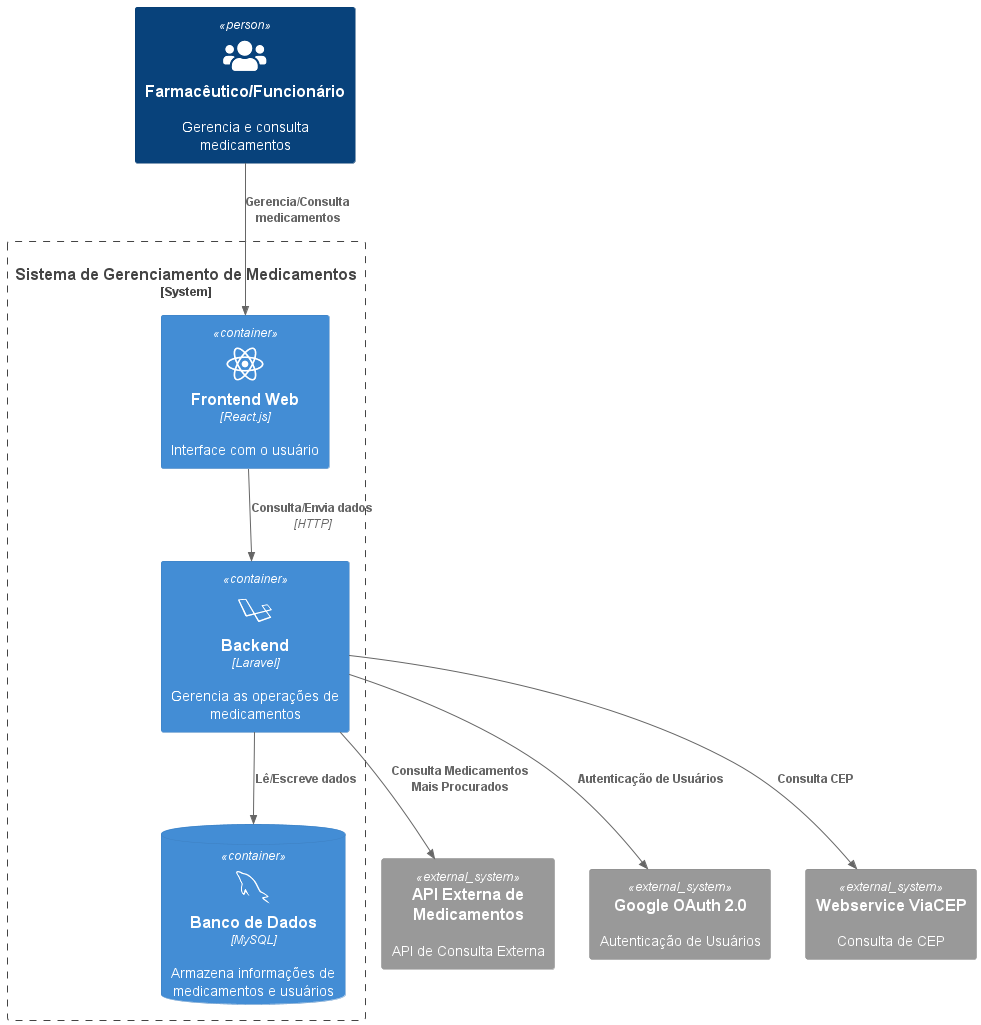 «person»
Farmacêutico/Funcionário
Gerencia e consulta
medicamentos
Gerencia/Consulta
medicamentos
Sistema de Gerenciamento de Medicamentos
[System]
«container»
Frontend Web
[React.js]
Interface com o usuário
Consulta/Envia dados
[HTTP]
«container»
Backend
[Laravel]
Gerencia as operações de
medicamentos
Lê/Escreve dados
Consulta Medicamentos
Mais Procurados
Autenticação de Usuários
Consulta CEP
«container»
Banco de Dados
[MySQL]
Armazena informações de
medicamentos e usuários
«external_system»
API Externa de
Medicamentos
API de Consulta Externa
«external_system»
Google OAuth 2.0
Autenticação de Usuários
«external_system»
Webservice ViaCEP
Consulta de CEP